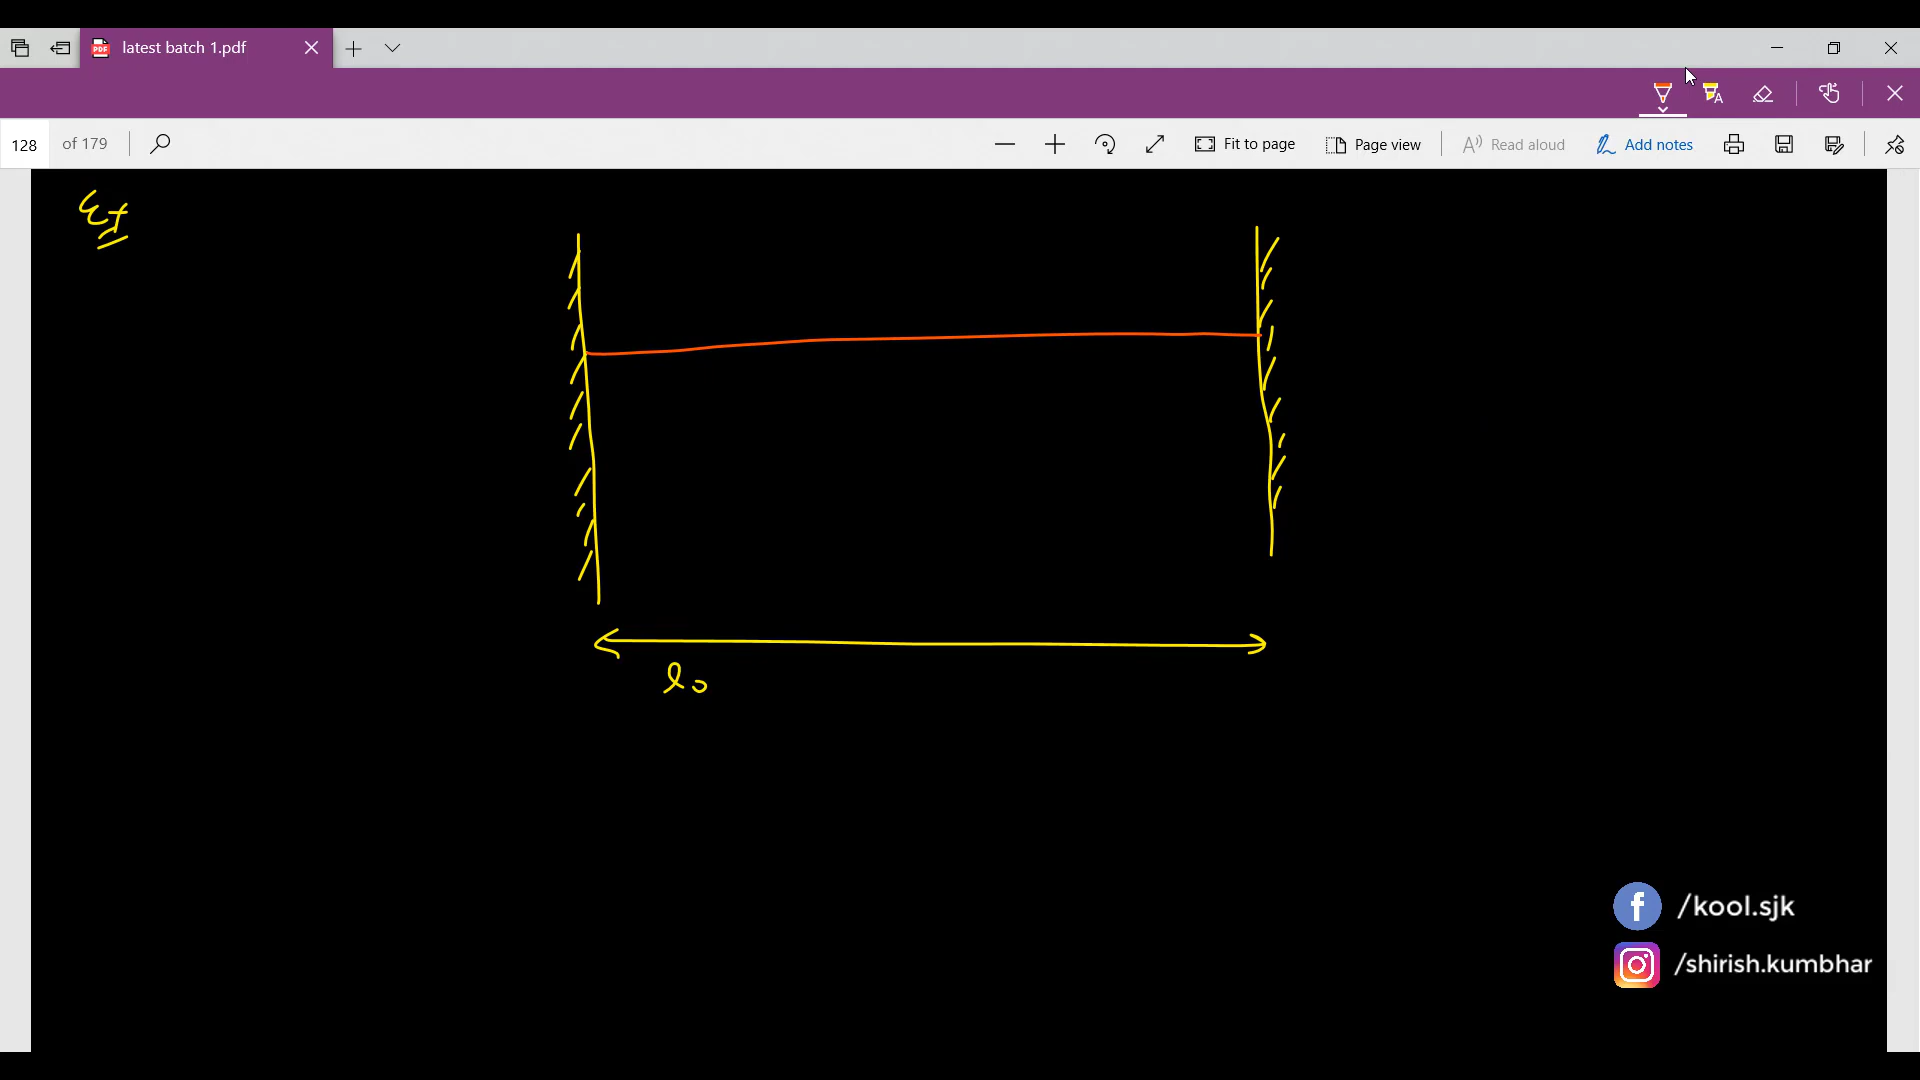 latest batch 1.pdf
128 of 179 Fit to page Page view Read aloud Add notes
l₀
/kool.sjk
/shirish.kumbhar